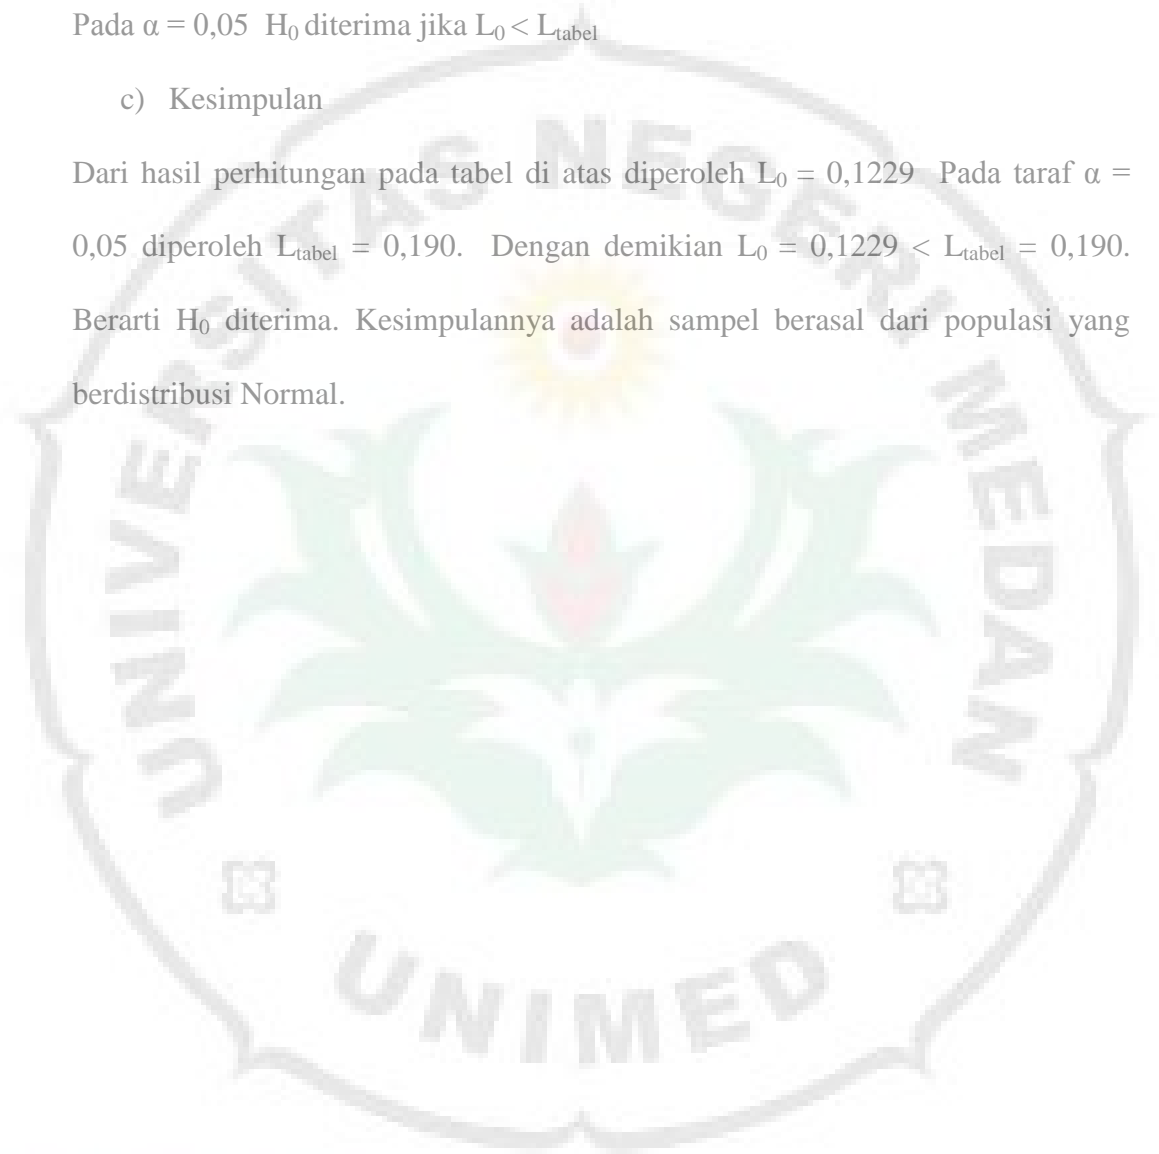 Pada α = 0,05 H₀ diterima jika L₀ < Ltabel
c) Kesimpulan
Dari hasil perhitungan pada tabel di atas diperoleh L₀ = 0,1229 Pada taraf α =
0,05 diperoleh Ltabel = 0,190. Dengan demikian L₀ = 0,1229 < Ltabel = 0,190.
Berarti H₀ diterima. Kesimpulannya adalah sampel berasal dari populasi yang
berdistribusi Normal.
UNIVERSITAS NEGERI MEDAN
UNIMED